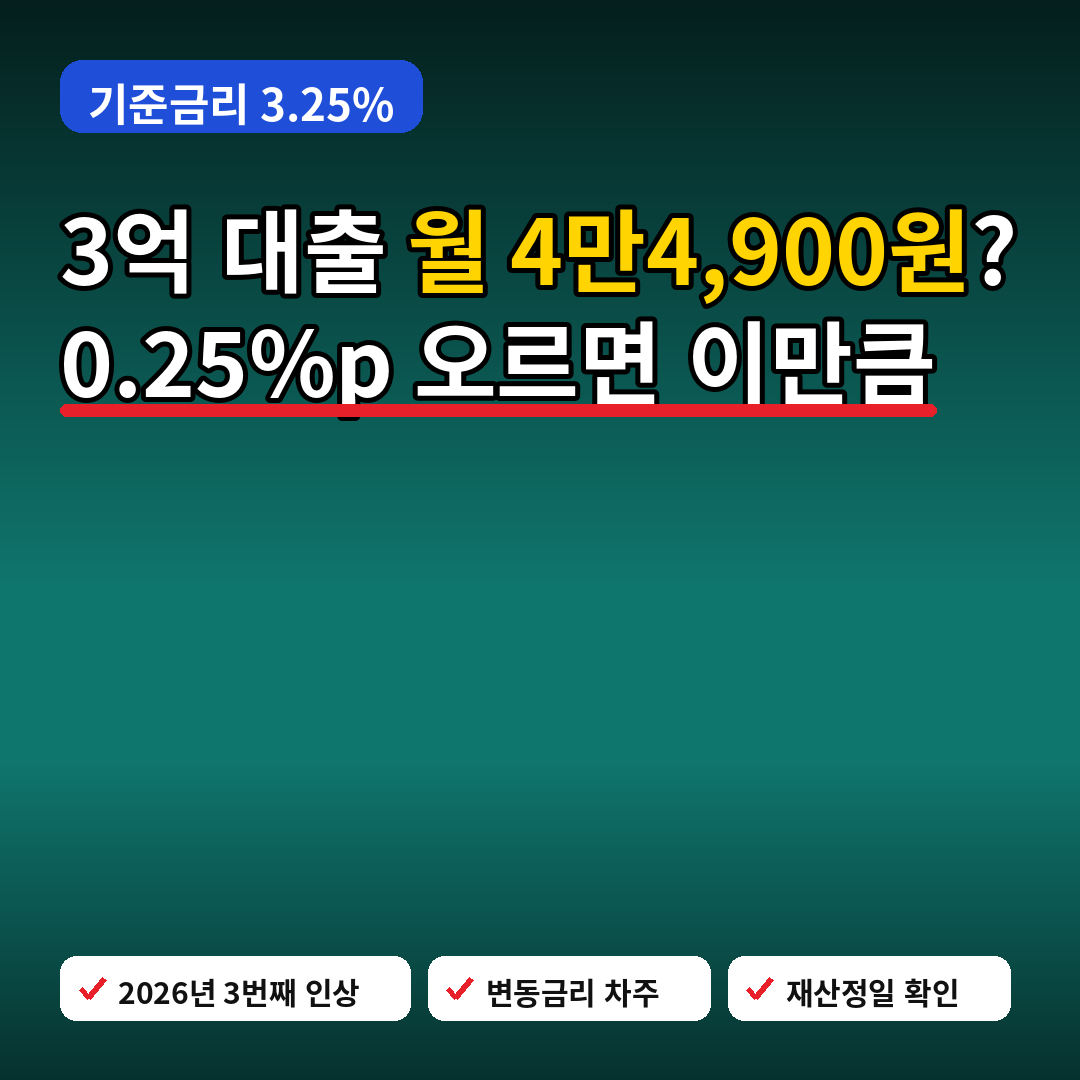 기준금리 3.25%
3억 대출 월 4만4,900원?
0.25%p 오르면 이만큼
2026년 3번째 인상
변동금리 차주
재산정일 확인